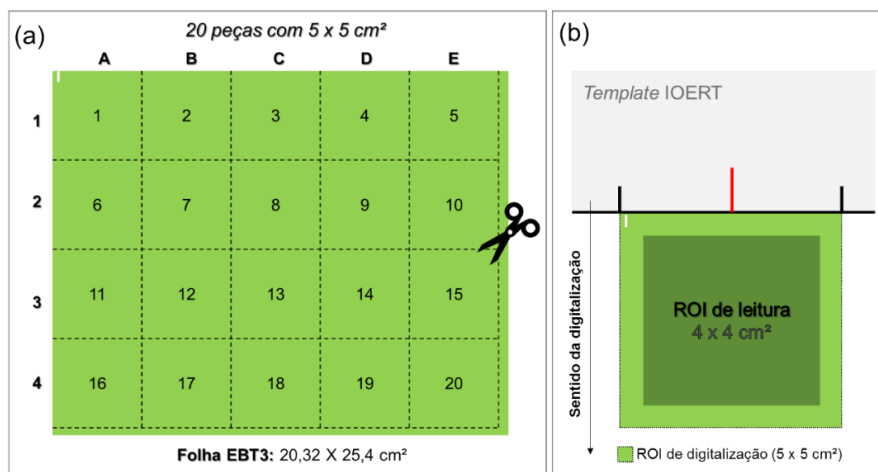 (a)
20 peças com 5 x 5 cm²
A B C D E
1
1 2 3 4 5
2
6 7 8 9 10
3
11 12 13 14 15
4
16 17 18 19 20
Folha EBT3: 20,32 X 25,4 cm²
(b)
Template IOERT
Sentido da digitalização
ROI de leitura
4 x 4 cm²
ROI de digitalização (5 x 5 cm²)